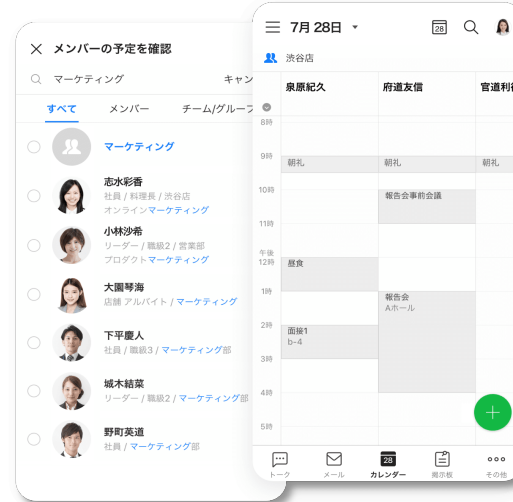 メンバーの予定を確認
マーケティング
キャン
すべて
メンバー
チーム/グループ
マーケティング
志水彩香
社員 / 料理長 / 渋谷店
オンラインマーケティング
小林沙希
リーダー / 職級2 / 営業部
プロダクトマーケティング
大園琴海
店舗 アルバイト / マーケティング
下平慶人
社員 / 職級3 / マーケティング部
城木結菜
リーダー / 職級2 / マーケティング部
野町英道
社員 / マーケティング部
7月 28日
28
渋谷店
泉原紀久
府道友信
官道利
8時
9時
朝礼
朝礼
朝礼
10時
報告会事前会議
11時
午後
12時
昼食
1時
報告会
Aホール
2時
面接1
b-4
3時
4時
5時
トーク
メール
28
カレンダー
掲示板
その他